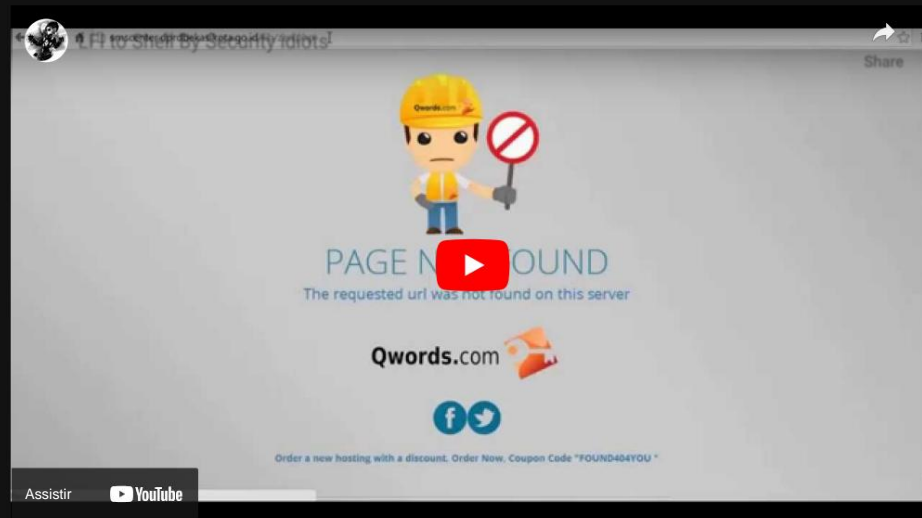 LFI to Shell By Security Idiots
Share
Qwords.com
PAGE N OUND
The requested url was not found on this server
Qwords.com
Order a new hosting with a discount. Order Now, Coupon Code "FOUND404YOU "
Assistir
YouTube